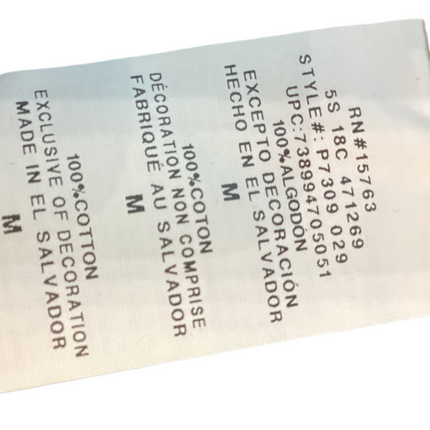 RN#15763
5S 18C 471269
STYLE#: P7309 029
UPC:738994705051
100%ALGODÓN
EXCEPTO DECORACIÓN
HECHO EN EL SALVADOR
M
100%COTON
DÉCORATION NON COMPRISE
FABRIQUÉ AU SALVADOR
M
100%COTTON
EXCLUSIVE OF DECORATION
MADE IN EL SALVADOR
M